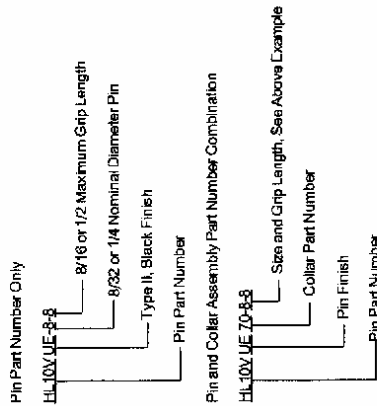 Pin Part Number Only
HL10V UE-8-8
8/16 or 1/2 Maximum Grip Length
8/32 or 1/4 Nominal Diameter Pin
Type II, Black Finish
Pin Part Number
Pin and Collar Assembly Part Number Combination
HL10V UE 70-8-8
Size and Grip Length, See Above Example
Collar Part Number
Pin Finish
Pin Part Number